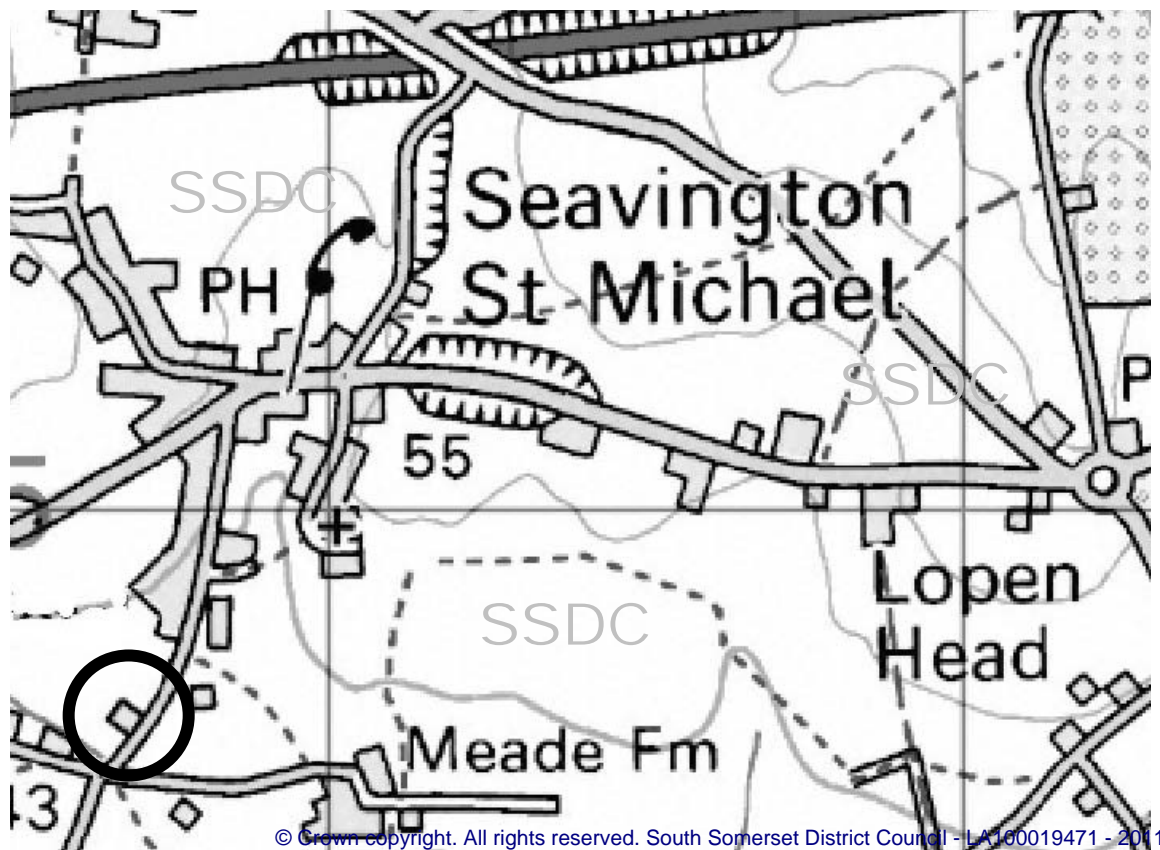 SSDC
Seavington
PH
St Michael
SSDC
P
55
SSDC
Lopen
Head
Meade Fm
43
© Crown copyright. All rights reserved. South Somerset District Council - LA100019471 - 2011